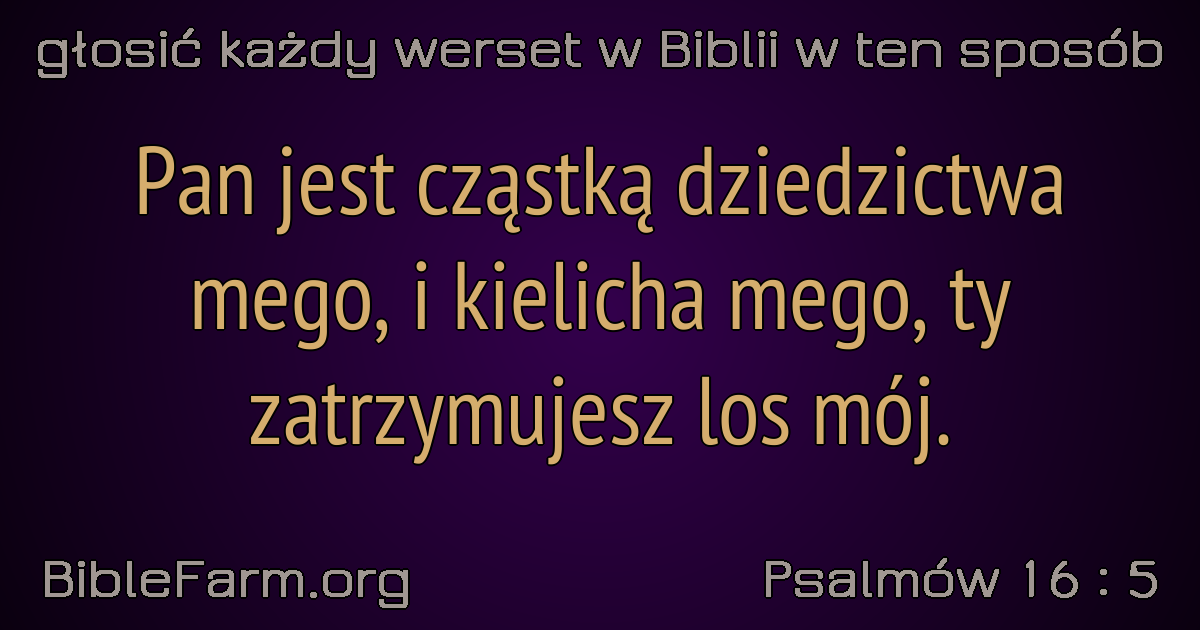 głosić każdy werset w Biblii w ten sposób
Pan jest cząstką dziedzictwa
mego, i kielicha mego, ty
zatrzymujesz los mój.
BibleFarm.org
Psalmów 16 : 5